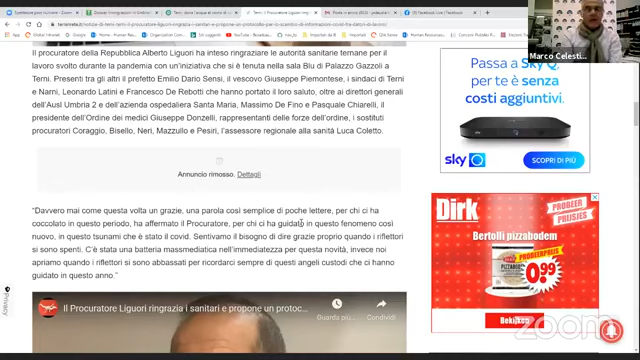 Marco Celesti...
Il procuratore della Repubblica Alberto Liguori ha inteso ringraziare le autorità sanitarie ternane per il
lavoro svolto durante la pandemia con un'iniziativa che si è tenuta nella sala Blu di Palazzo Gazzoli a
Terni. Presenti tra gli altri il prefetto Emilio Dario Sensi, il vescovo Giuseppe Piemontese, i sindaci di Terni
e Narni, Leonardo Latini e Francesco De Rebotti che hanno portato il loro saluto, oltre ai direttori generali
dell'Ausl Umbria 2 e dell'azienda ospedaliera Santa Maria, Massimo De Fino e Pasquale Chiarelli, il
presidente dell'Ordine dei medici Giuseppe Donzelli, rappresentanti delle forze dell'ordine, i sostituti
procuratori Coraggio, Bisello, Neri, Mazzullo e Pesiri, l'assessore regionale alla sanità Luca Coletto.
Annuncio rimosso. Dettagli
"Davvero mai come questa volta un grazie, una parola così semplice di poche lettere, per chi ci ha
coccolato in questo periodo, ha affermato il Procuratore, per chi ci ha guidato in questo fenomeno così
nuovo, in questo tsunami che è stato il covid. Sentivamo il bisogno di dire grazie proprio quando i riflettori
si sono spenti. C'è stata una batteria massmediatica nell'immediatezza per questa novità, invece noi
apriamo quando i riflettori si sono abbassati per ricordarci sempre di questi angeli custodi che ci hanno
guidato in questo anno."
Il Procuratore Liguori ringrazia i sanitari e propone un protoc...
Guarda più...
Condividi
Privacy
Passa a Sky Q,
per te è senza
costi aggiuntivi.
sky
SCOPRI DI PIÙ
Dirk
PROBEER
PRIJSJES
Bertolli pizzabodem
PROBEERPRIJSJE
0.99
Bekijken
zoom